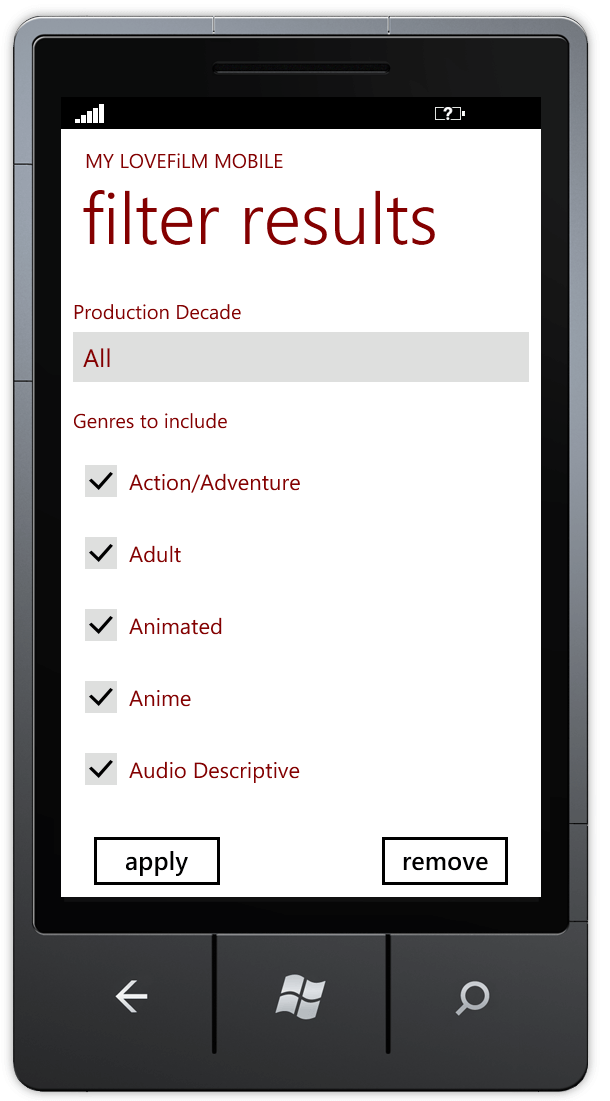 MY LOVEFiLM MOBILE
filter results
Production Decade
All
Genres to include
Action/Adventure
Adult
Animated
Anime
Audio Descriptive
apply remove